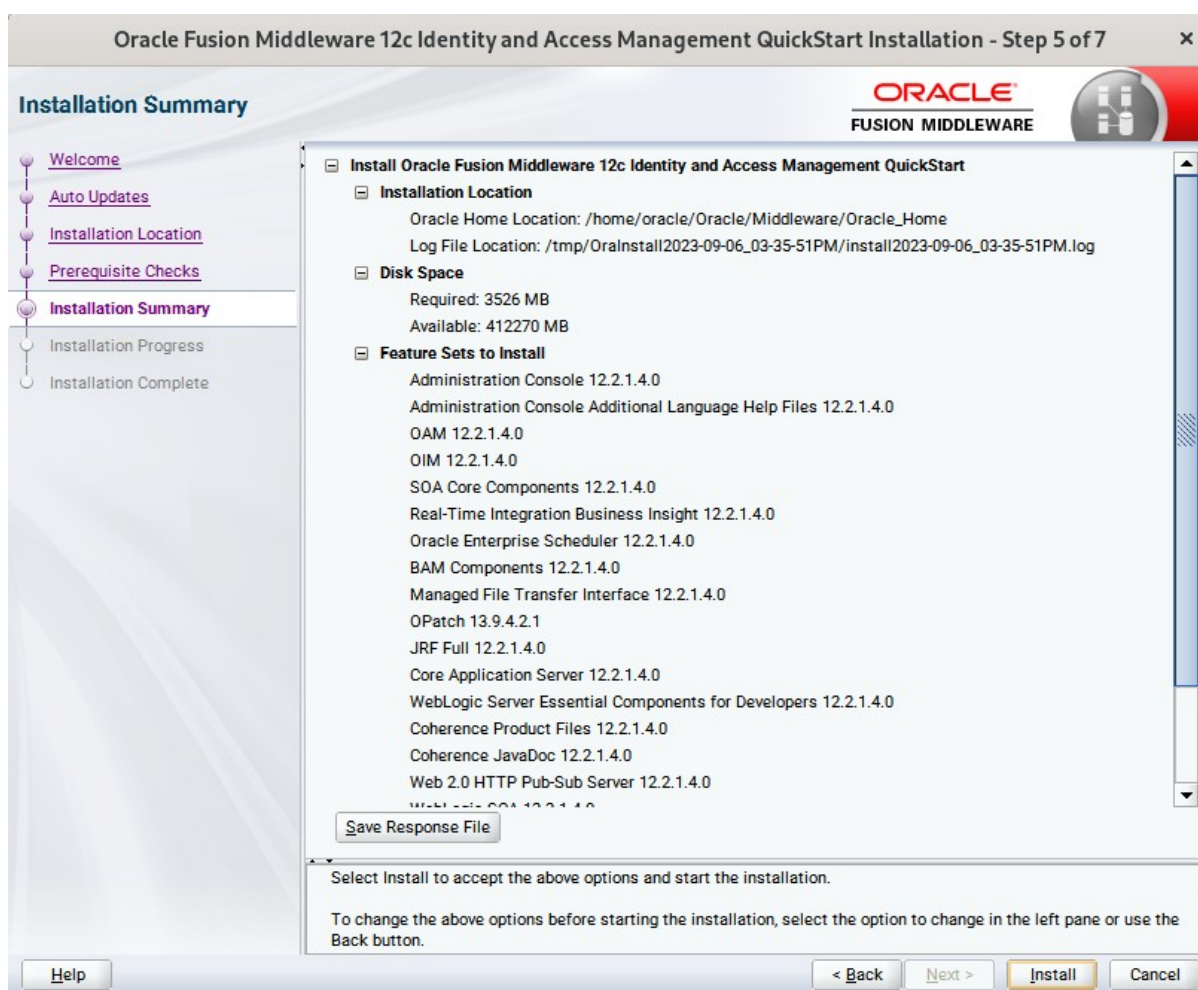 Oracle Fusion Middleware 12c Identity and Access Management QuickStart Installation - Step 5 of 7
Installation Summary
ORACLE
FUSION MIDDLEWARE
Welcome
Auto Updates
Installation Location
Prerequisite Checks
Installation Summary
Installation Progress
Installation Complete
Install Oracle Fusion Middleware 12c Identity and Access Management QuickStart
Installation Location
Oracle Home Location: /home/oracle/Oracle/Middleware/Oracle_Home
Log File Location: /tmp/OraInstall2023-09-06_03-35-51PM/install2023-09-06_03-35-51PM.log
Disk Space
Required: 3526 MB
Available: 412270 MB
Feature Sets to Install
Administration Console 12.2.1.4.0
Administration Console Additional Language Help Files 12.2.1.4.0
OAM 12.2.1.4.0
OIM 12.2.1.4.0
SOA Core Components 12.2.1.4.0
Real-Time Integration Business Insight 12.2.1.4.0
Oracle Enterprise Scheduler 12.2.1.4.0
BAM Components 12.2.1.4.0
Managed File Transfer Interface 12.2.1.4.0
OPatch 13.9.4.2.1
JRF Full 12.2.1.4.0
Core Application Server 12.2.1.4.0
WebLogic Server Essential Components for Developers 12.2.1.4.0
Coherence Product Files 12.2.1.4.0
Coherence JavaDoc 12.2.1.4.0
Web 2.0 HTTP Pub-Sub Server 12.2.1.4.0
WebLogic SCA 12.2.1.4.0
Save Response File
Select Install to accept the above options and start the installation.
To change the above options before starting the installation, select the option to change in the left pane or use the
Back button.
Help
< Back
Next >
Install
Cancel